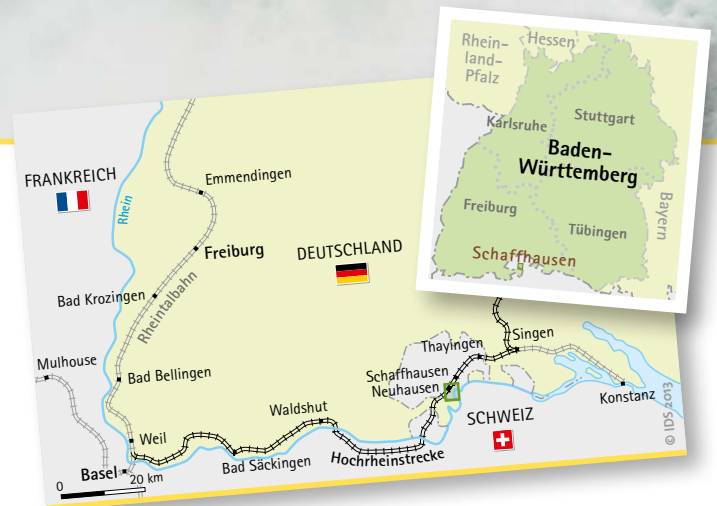 Rhein-
land-
Pfalz
Hessen
Karlsruhe
Stuttgart
Baden-
Württemberg
Freiburg
Tübingen
Bayern
Schaffhausen
FRANKREICH
Rhein
Emmendingen
Freiburg
DEUTSCHLAND
Bad Krozingen
Rheintalbahn
Mulhouse
Bad Bellingen
Thayingen
Singen
Schaffhausen
Neuhausen
Konstanz
Waldshut
SCHWEIZ
Weil
Bad Säckingen
Hochrheinstrecke
Basel
0
20 km
© IDS 2013